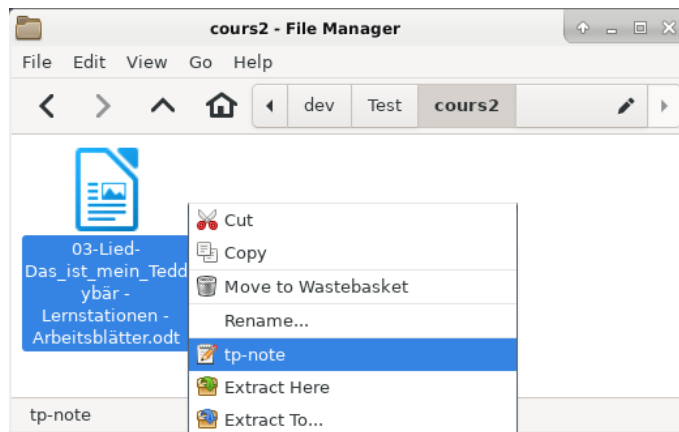 cours2 - File Manager
File Edit View Go Help
dev Test cours2
03-Lied-
Das_ist_mein_Tedd
ybär -
Lernstationen -
Arbeitsblätter.odt
Cut
Copy
Move to Wastebasket
Rename...
tp-note
Extract Here
Extract To...
tp-note